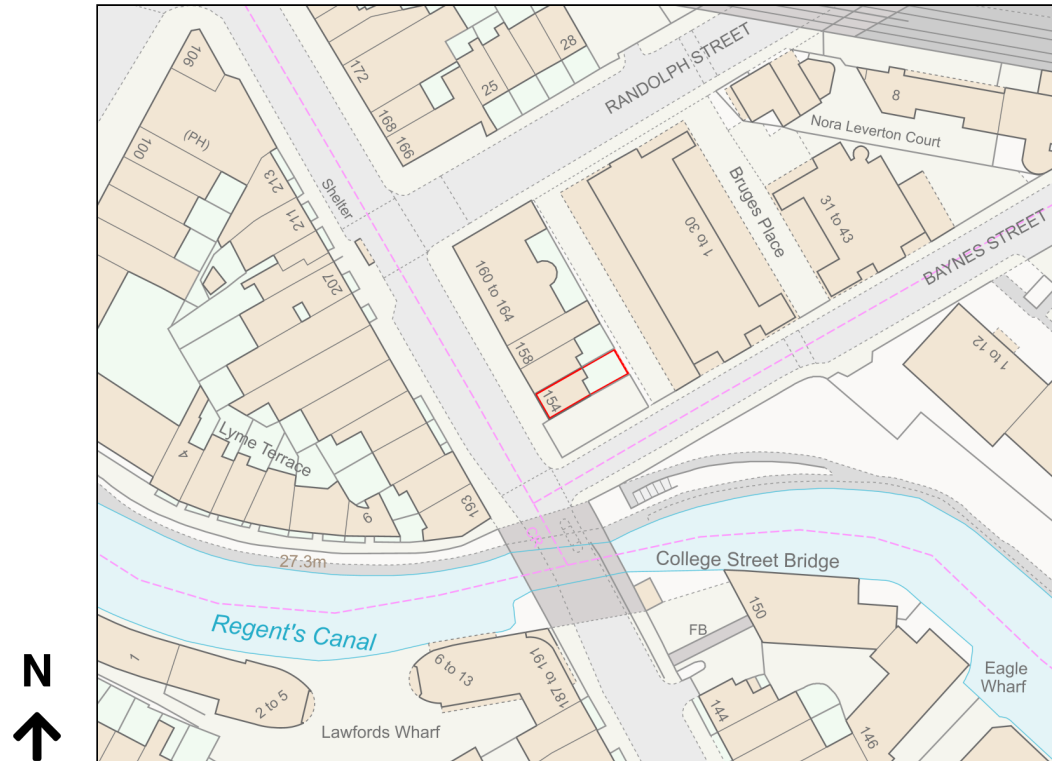 106
172
28
25
RANDOLPH STREET
8
Nora Leverton Court
(PH)
168
166
100
213
Shelter
211
Bruges Place
31 to 43
1 to 30
207
160 to 164
BAYNES STREET
158
1 to 12
154
Lyme Terrace
4
9
193
27.3m
College Street Bridge
Regent's Canal
150
FB
1
6 to 13
187 to 191
Eagle
Wharf
2 to 5
144
146
Lawfords Wharf
N